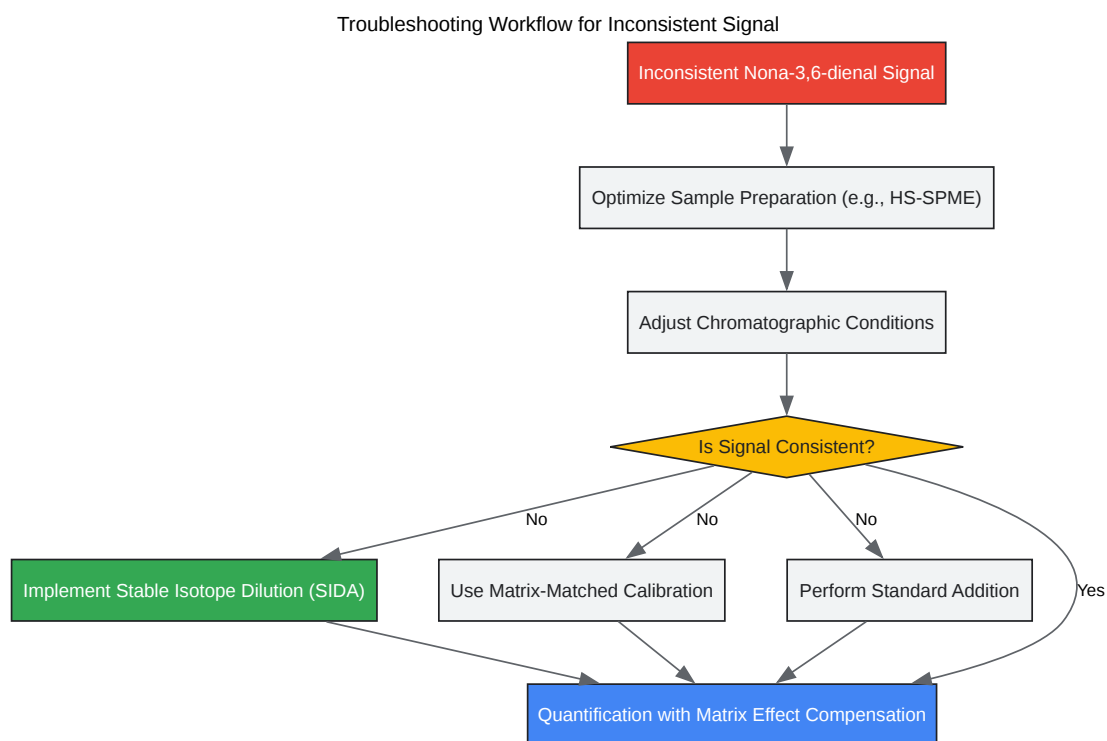 Troubleshooting Workflow for Inconsistent Signal
Inconsistent Nona-3,6-dienal Signal
Optimize Sample Preparation (e.g., HS-SPME)
Adjust Chromatographic Conditions
Is Signal Consistent?
No
No
No
Yes
Implement Stable Isotope Dilution (SIDA)
Use Matrix-Matched Calibration
Perform Standard Addition
Quantification with Matrix Effect Compensation